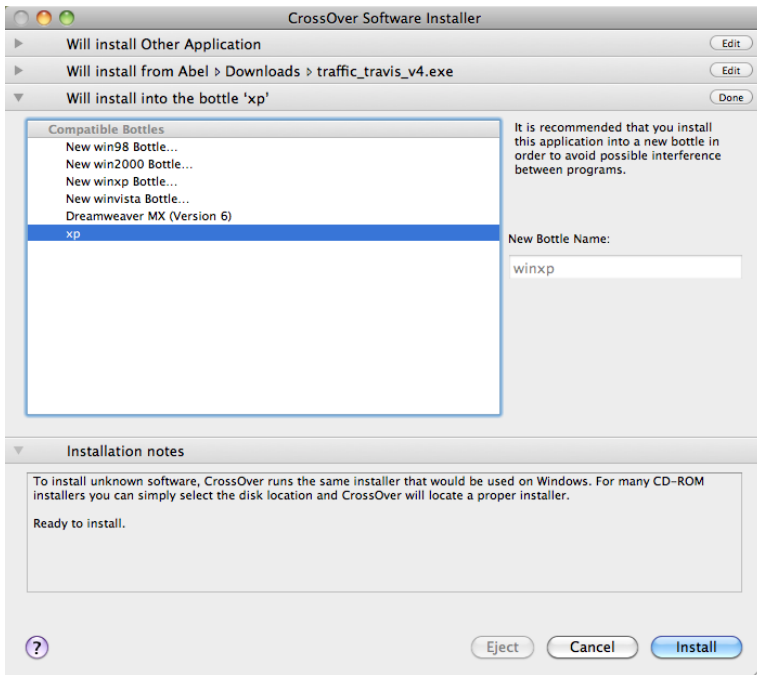 CrossOver Software Installer
Will install Other Application
Edit
Will install from Abel ▹ Downloads ▹ traffic_travis_v4.exe
Edit
Will install into the bottle ‘xp’
Done
Compatible Bottles
New win98 Bottle...
New win2000 Bottle...
New winxp Bottle...
New winvista Bottle...
Dreamweaver MX (Version 6)
xp
It is recommended that you install
this application into a new bottle in
order to avoid possible interference
between programs.
New Bottle Name:
winxp
Installation notes
To install unknown software, CrossOver runs the same installer that would be used on Windows. For many CD-ROM
installers you can simply select the disk location and CrossOver will locate a proper installer.
Ready to install.
?
Eject
Cancel
Install